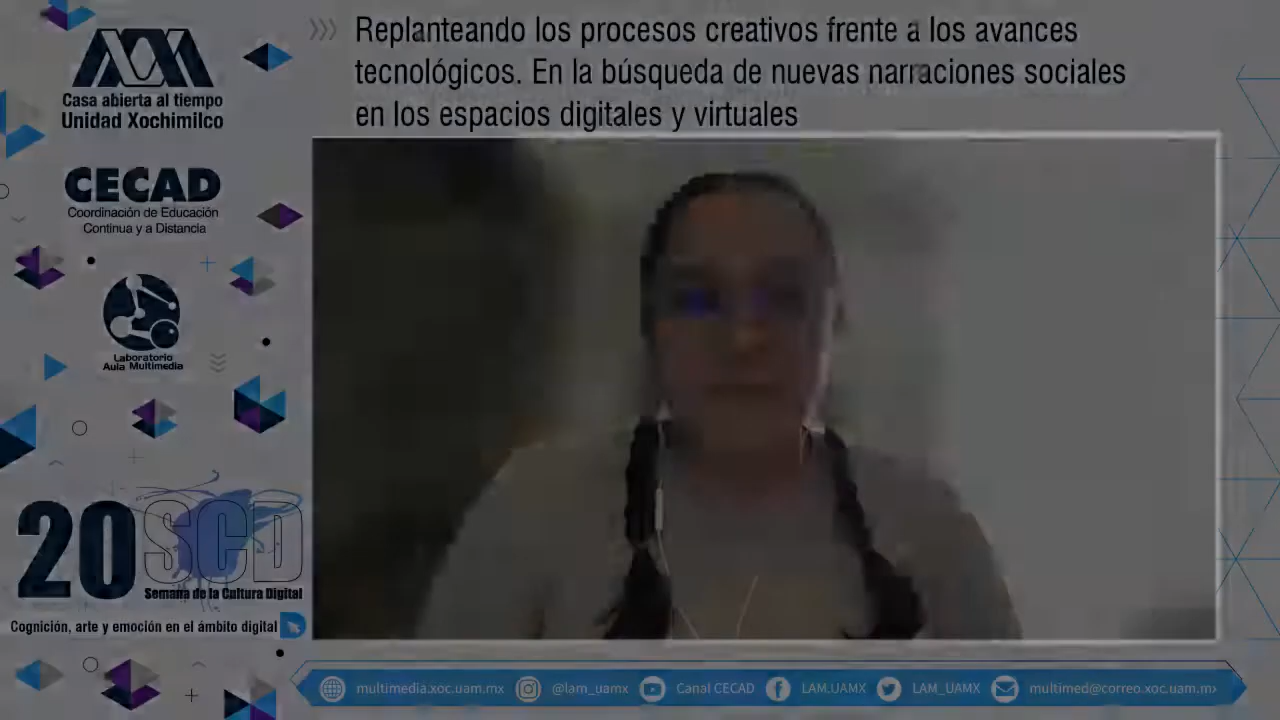 Replanteando los procesos creativos frente a los avances
tecnológicos. En la búsqueda de nuevas narraciones sociales
en los espacios digitales y virtuales
Casa abierta al tiempo
Unidad Xochimilco
CECAD
Coordinación de Educación
Continua y a Distancia
Laboratorio
Aula Multimedia
20 SCD
Semana de la Cultura Digital
Cognición, arte y emoción en el ámbito digital
multimedia.xoc.uam.mx @lam_uamx Canal CECAD LAM.UAMX LAM_UAMX multimed@correo.xoc.uam.mx